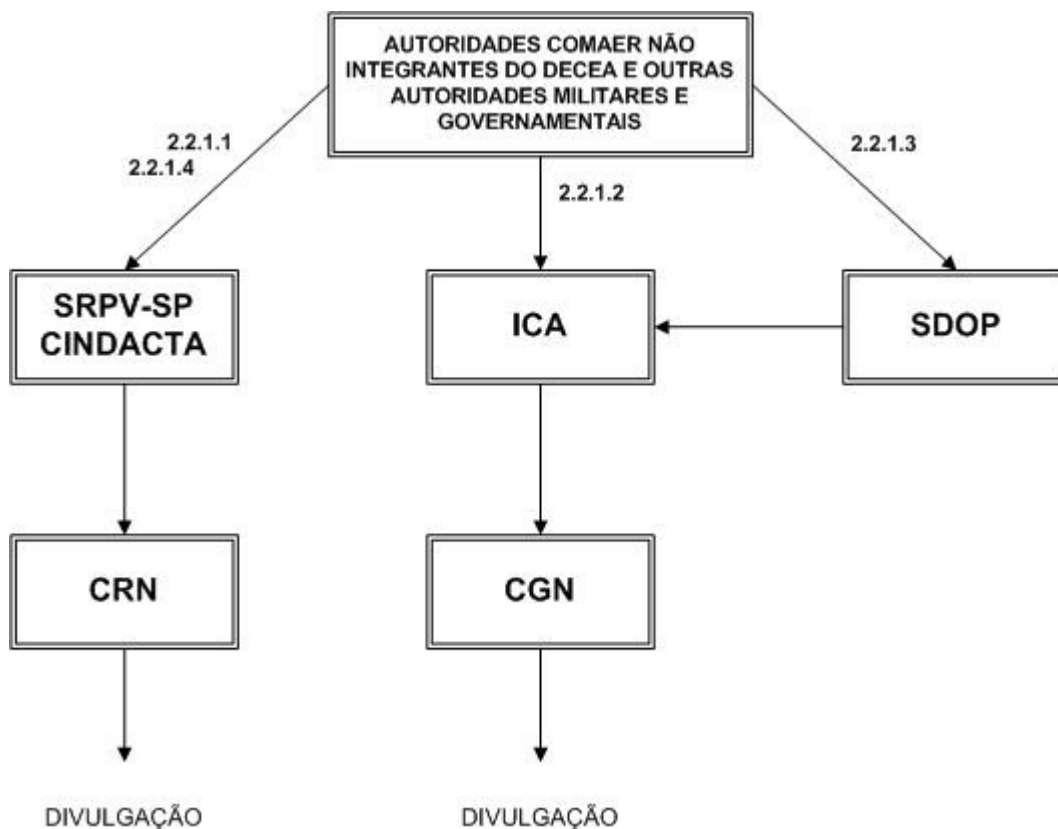 AUTORIDADES COMAER NÃO
INTEGRANTES DO DECEA E OUTRAS
AUTORIDADES MILITARES E
GOVERNAMENTAIS
2.2.1.1
2.2.1.4
2.2.1.2
2.2.1.3
SRPV-SP
CINDACTA
ICA
SDOP
CRN
CGN
DIVULGAÇÃO
DIVULGAÇÃO